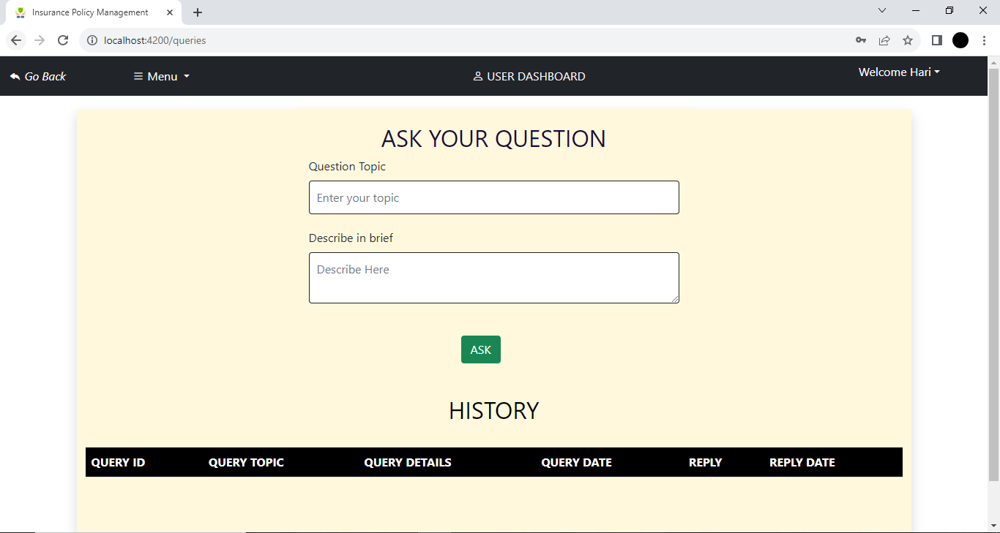 Insurance Policy Management
localhost:4200/queries
Go Back Menu USER DASHBOARD Welcome Hari
ASK YOUR QUESTION
Question Topic
Enter your topic
Describe in brief
Describe Here
ASK
HISTORY
QUERY ID QUERY TOPIC QUERY DETAILS QUERY DATE REPLY REPLY DATE